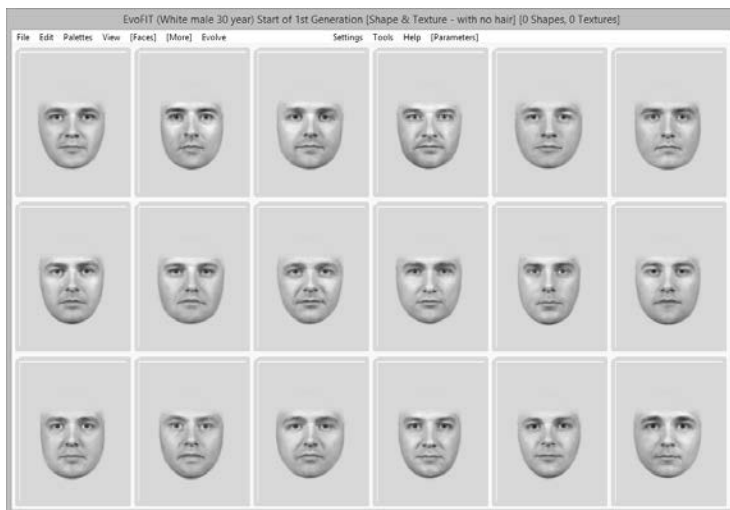 EvoFIT (White male 30 year) Start of 1st Generation [Shape & Texture - with no hair] [0 Shapes, 0 Textures]
File Edit Palettes View [Faces] [More] Evolve Settings Tools Help [Parameters]